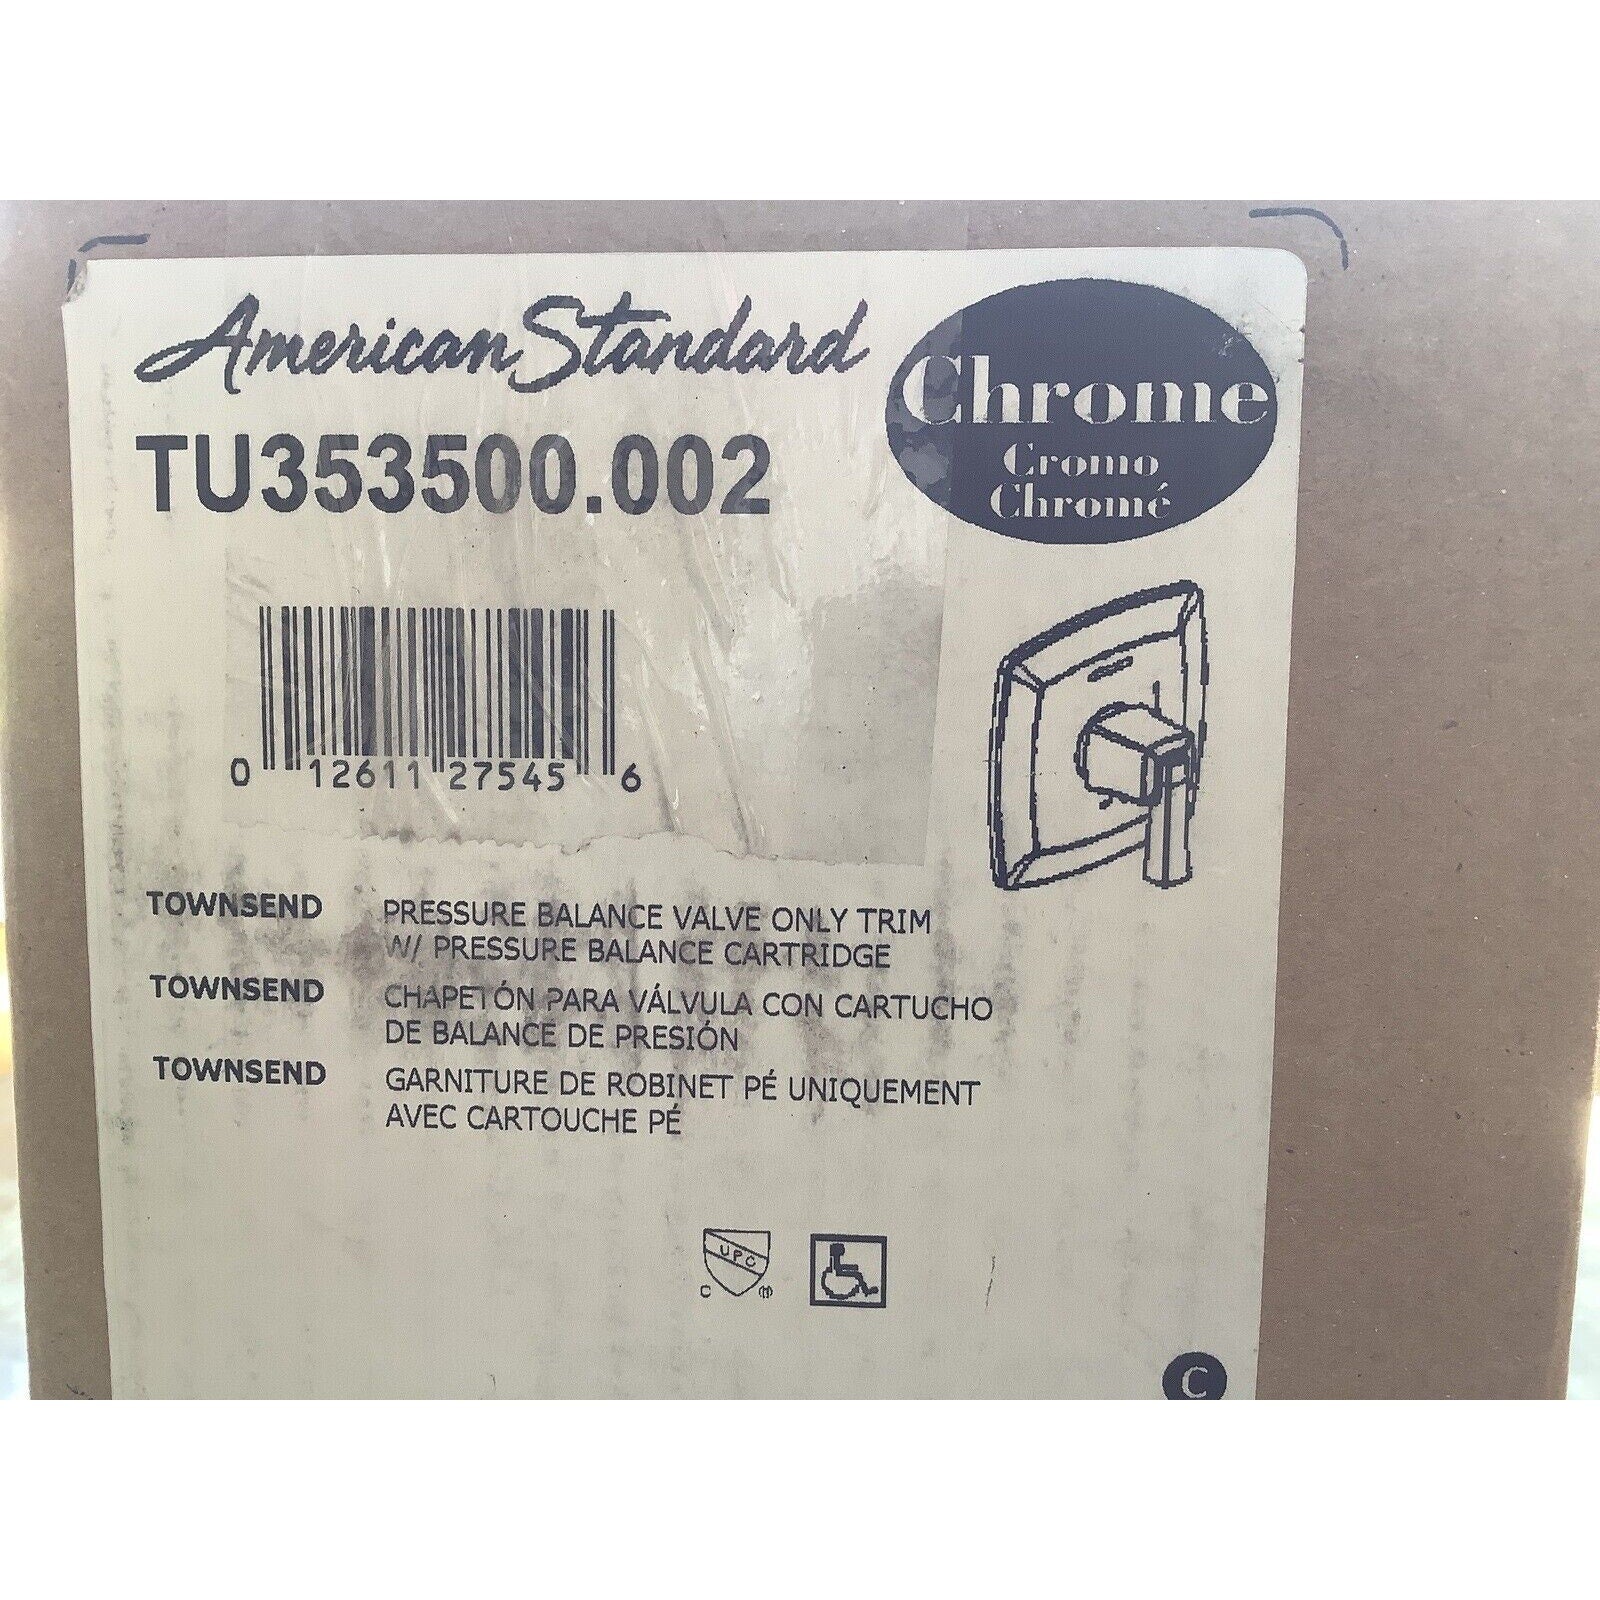 American Standard
Chrome
Cromo
Chromé
TU353500.002
0 12611 27545 6
TOWNSEND PRESSURE BALANCE VALVE ONLY TRIM
W/ PRESSURE BALANCE CARTRIDGE
TOWNSEND CHAPETÓN PARA VÁLVULA CON CARTUCHO
DE BALANCE DE PRESIÓN
TOWNSEND GARNITURE DE ROBINET PÉ UNIQUEMENT
AVEC CARTOUCHE PÉ
UPC
C m
C